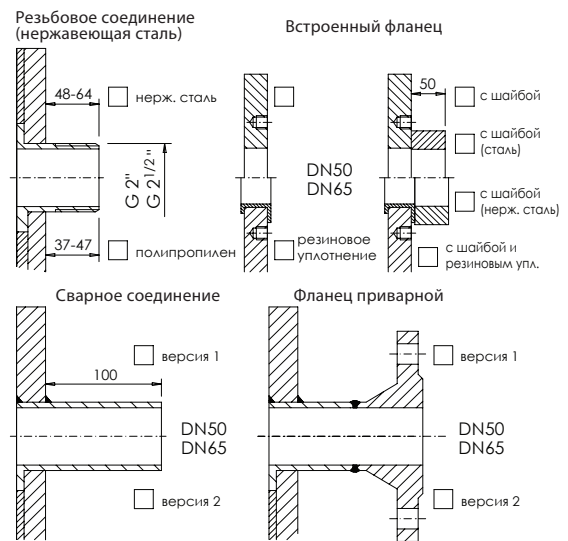 Резьбовое соединение
(нержавеющая сталь)
48-64
нерж. сталь
G 2"
G 2 1/2"
37-47
полипропилен
Встроенный фланец
DN50
DN65
резиновое
уплотнение
50
с шайбой
с шайбой
(сталь)
с шайбой
(нерж. сталь)
с шайбой и
резиновым упл.
Сварное соединение
версия 1
100
DN50
DN65
версия 2
Фланец приварной
версия 1
DN50
DN65
версия 2